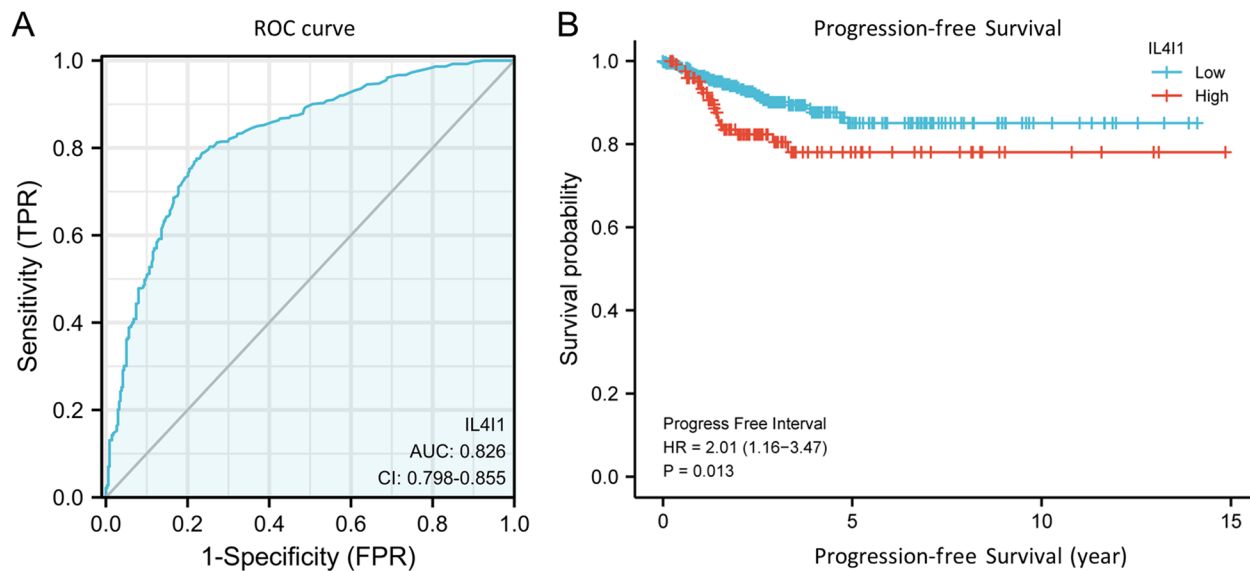 A
ROC curve
1.0
0.8
0.6
0.4
0.2
0.0
Sensitivity (TPR)
IL4I1
AUC: 0.826
CI: 0.798-0.855
0.0 0.2 0.4 0.6 0.8 1.0
1-Specificity (FPR)
B
Progression-free Survival
IL4I1
Low
High
1.0
0.8
0.6
0.4
0.2
0.0
Survival probability
Progress Free Interval
HR = 2.01 (1.16−3.47)
P = 0.013
0 5 10 15
Progression-free Survival (year)